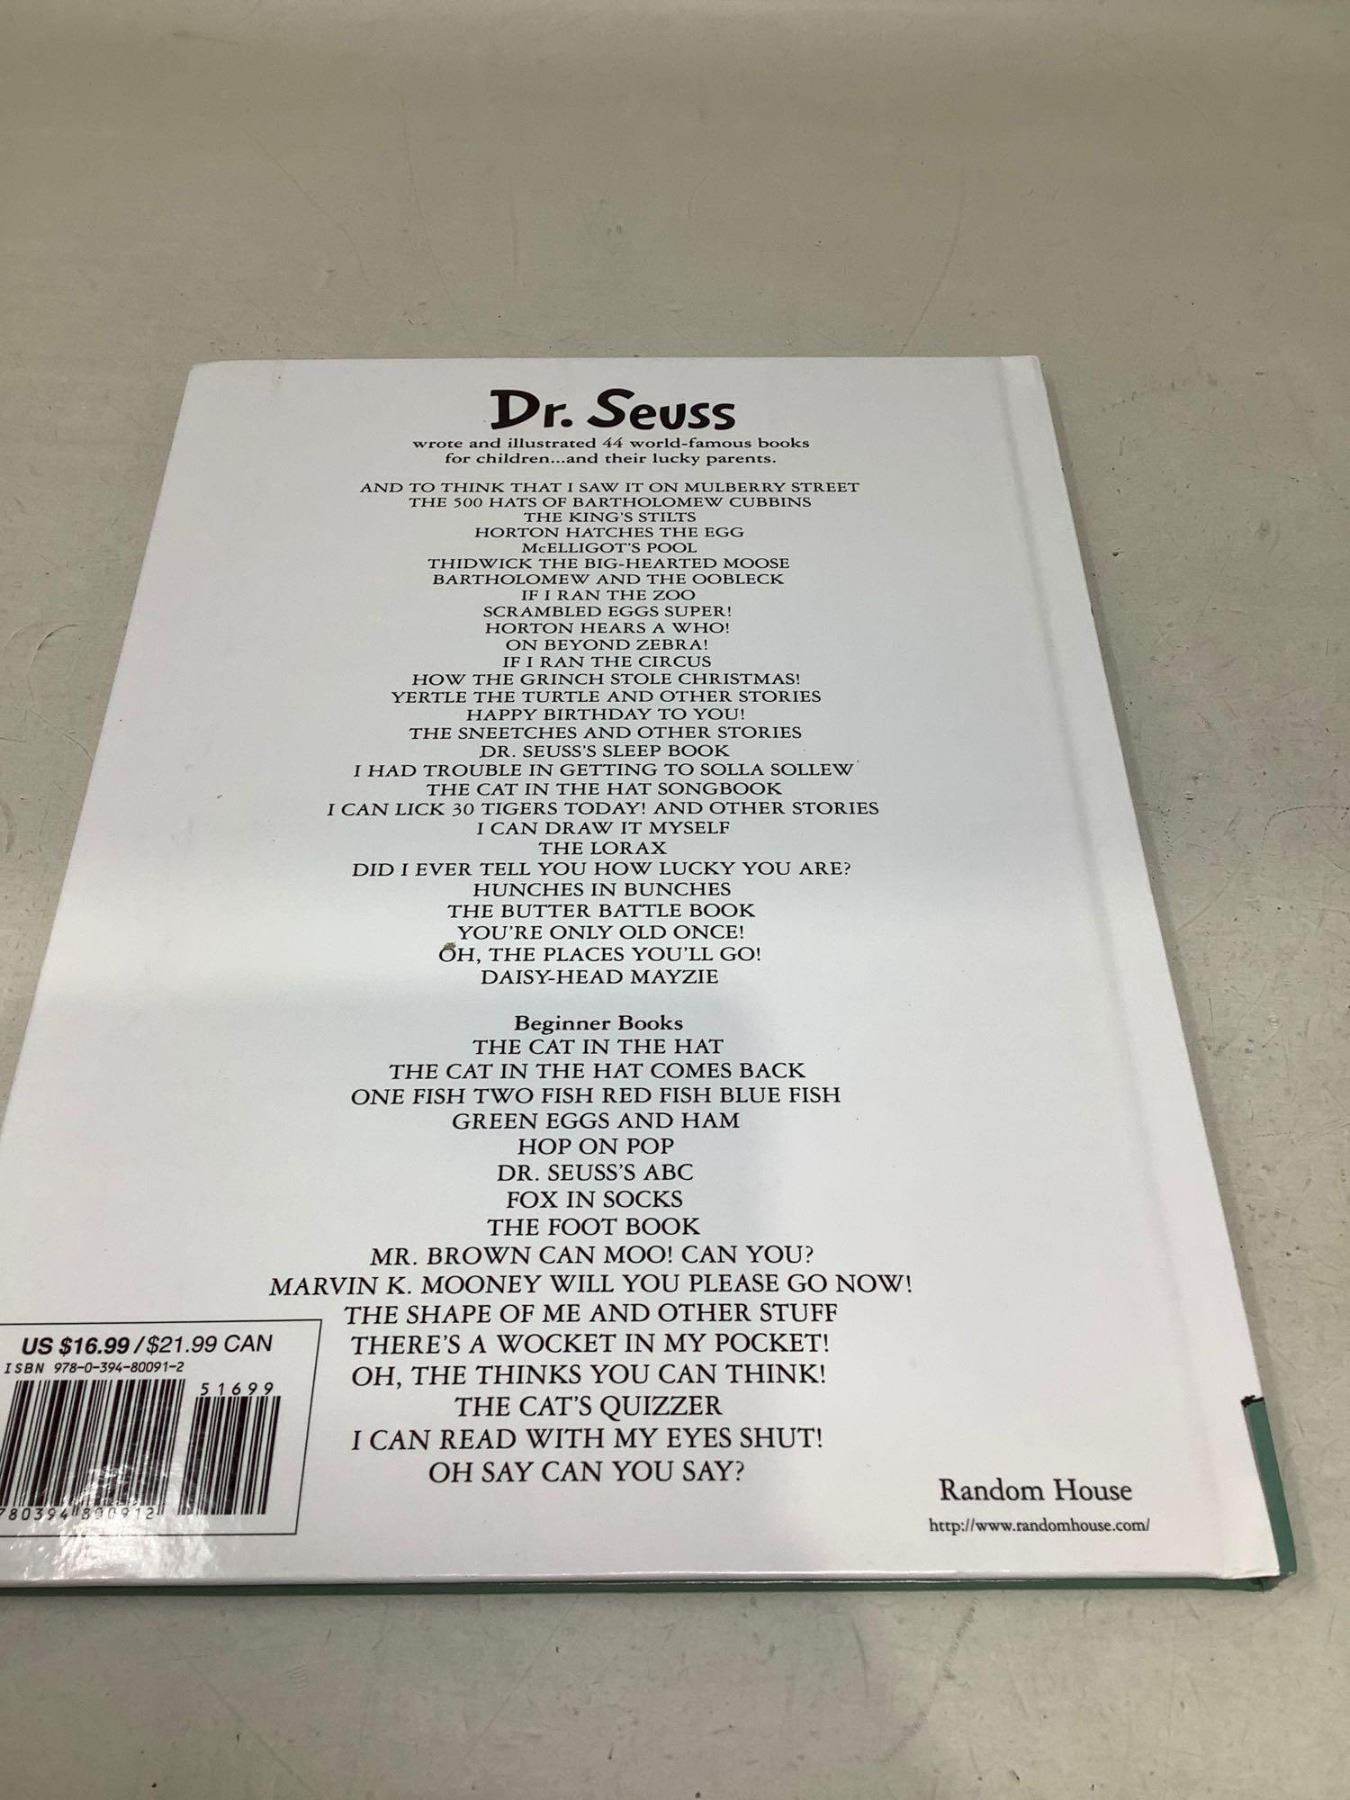 Dr. Seuss
wrote and illustrated 44 world-famous books
for children...and their lucky parents.
AND TO THINK THAT I SAW IT ON MULBERRY STREET
THE 500 HATS OF BARTHOLOMEW CUBBINS
THE KING'S STILTS
HORTON HATCHES THE EGG
McELLIGOT'S POOL
THIDWICK THE BIG-HEARTED MOOSE
BARTHOLOMEW AND THE OOBLECK
IF I RAN THE ZOO
SCRAMBLED EGGS SUPER!
HORTON HEARS A WHO!
ON BEYOND ZEBRA!
IF I RAN THE CIRCUS
HOW THE GRINCH STOLE CHRISTMAS!
YERTLE THE TURTLE AND OTHER STORIES
HAPPY BIRTHDAY TO YOU!
THE SNEETCHES AND OTHER STORIES
DR. SEUSS'S SLEEP BOOK
I HAD TROUBLE IN GETTING TO SOLLA SOLLEW
THE CAT IN THE HAT SONGBOOK
I CAN LICK 30 TIGERS TODAY! AND OTHER STORIES
I CAN DRAW IT MYSELF
THE LORAX
DID I EVER TELL YOU HOW LUCKY YOU ARE?
HUNCHES IN BUNCHES
THE BUTTER BATTLE BOOK
YOU'RE ONLY OLD ONCE!
OH, THE PLACES YOU'LL GO!
DAISY-HEAD MAYZIE
Beginner Books
THE CAT IN THE HAT
THE CAT IN THE HAT COMES BACK
ONE FISH TWO FISH RED FISH BLUE FISH
GREEN EGGS AND HAM
HOP ON POP
DR. SEUSS'S ABC
FOX IN SOCKS
THE FOOT BOOK
MR. BROWN CAN MOO! CAN YOU?
MARVIN K. MOONEY WILL YOU PLEASE GO NOW!
THE SHAPE OF ME AND OTHER STUFF
THERE'S A WOCKET IN MY POCKET!
OH, THE THINKS YOU CAN THINK!
THE CAT'S QUIZZER
I CAN READ WITH MY EYES SHUT!
OH SAY CAN YOU SAY?
US $16.99 / $21.99 CAN
ISBN 978-0-394-80091-2
51699
780394 800912
Random House
http://www.randomhouse.com/